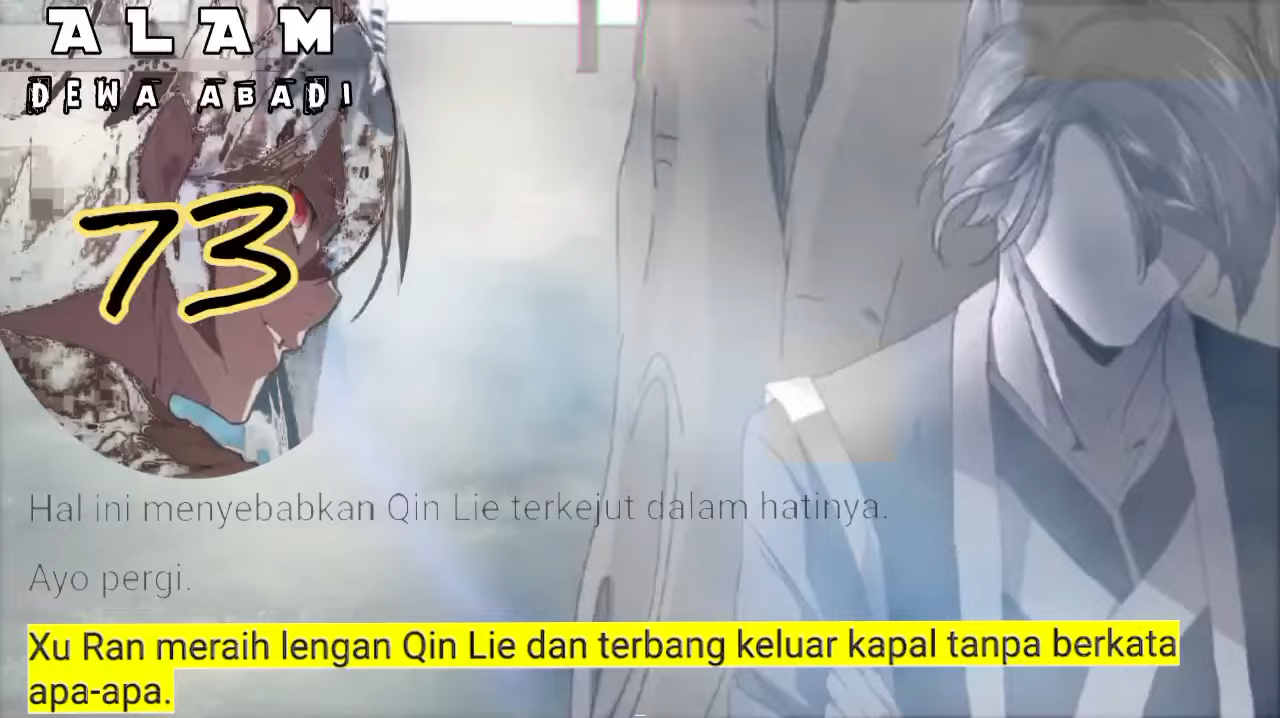 ALAM
DEWA ABADI
73
Hal ini menyebabkan Qin Lie terkejut dalam hatinya.
Ayo pergi.
Xu Ran meraih lengan Qin Lie dan terbang keluar kapal tanpa berkata
apa-apa.